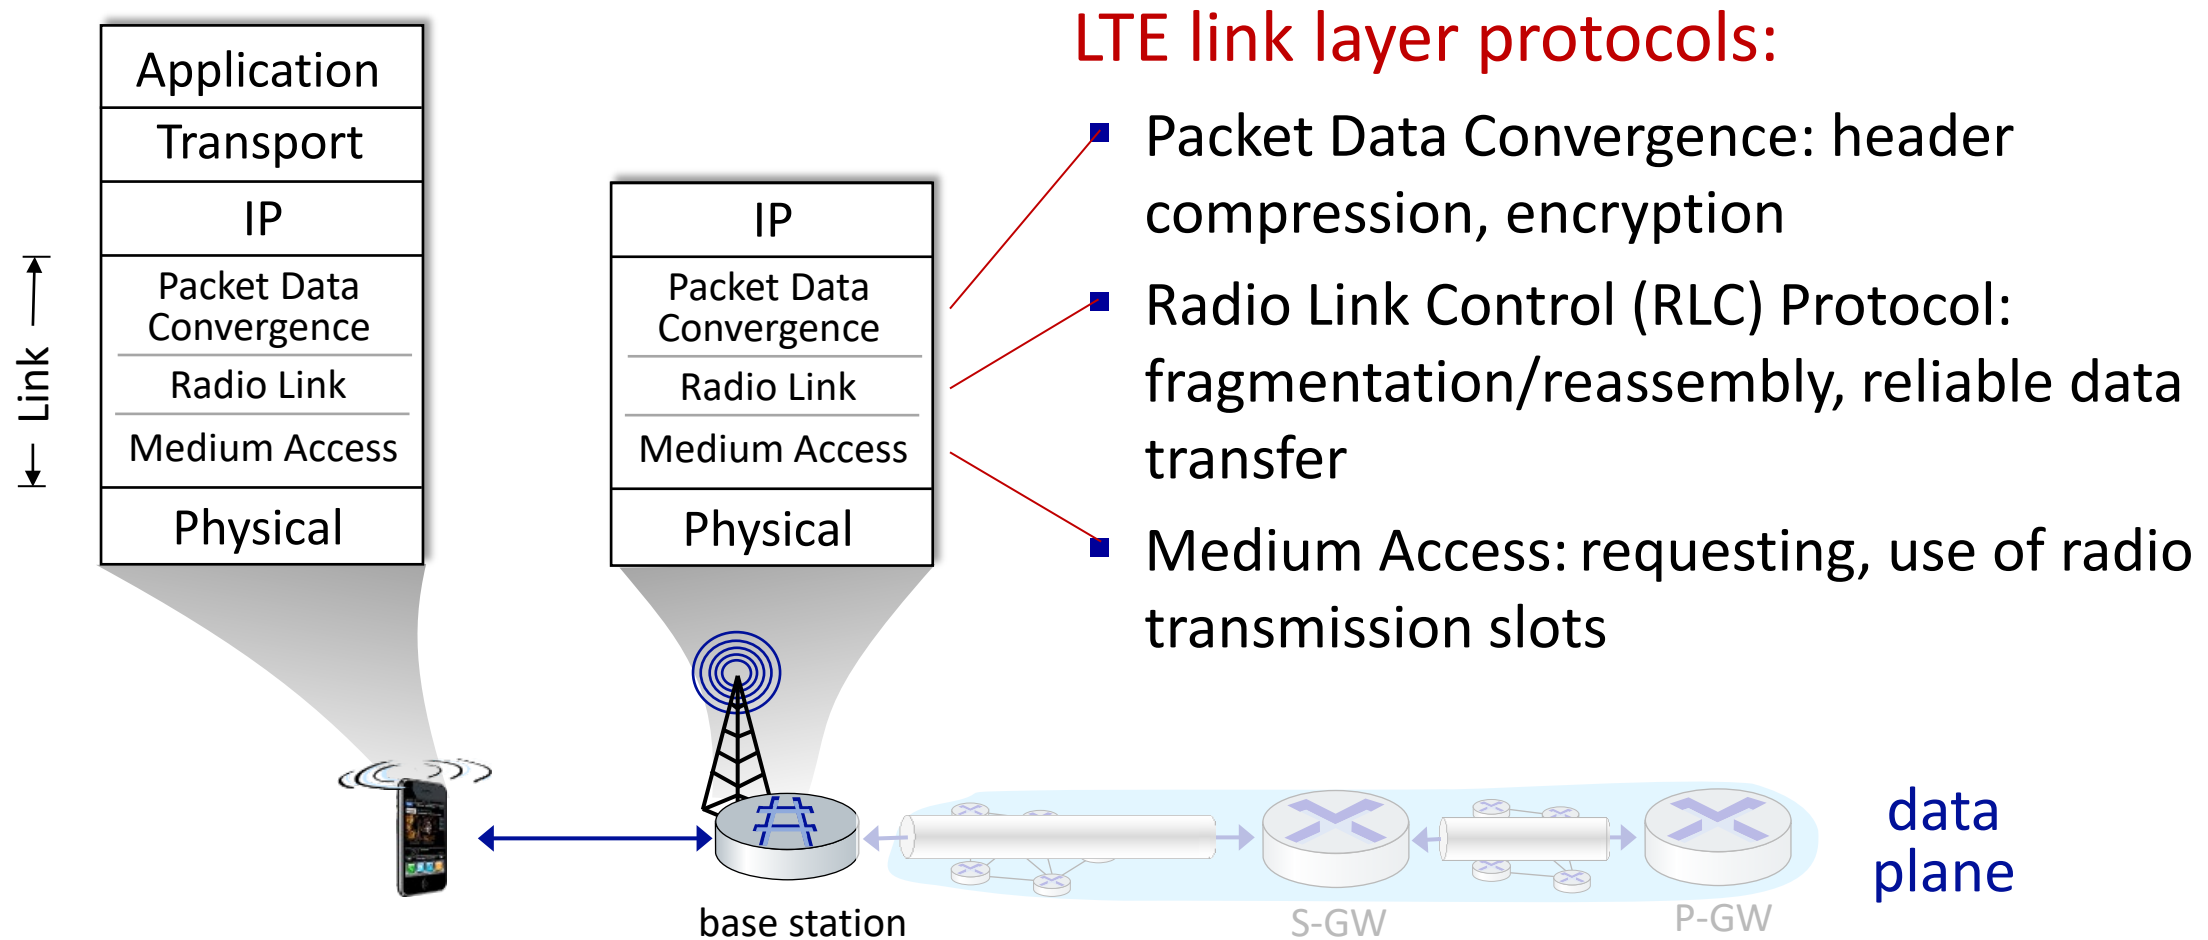 Application
Transport
IP
Packet Data
Convergence
Radio Link
Medium Access
Physical
Link
IP
Packet Data
Convergence
Radio Link
Medium Access
Physical
LTE link layer protocols:
Packet Data Convergence: header
compression, encryption
Radio Link Control (RLC) Protocol:
fragmentation/reassembly, reliable data
transfer
Medium Access: requesting, use of radio
transmission slots
base station
S-GW
P-GW
data
plane